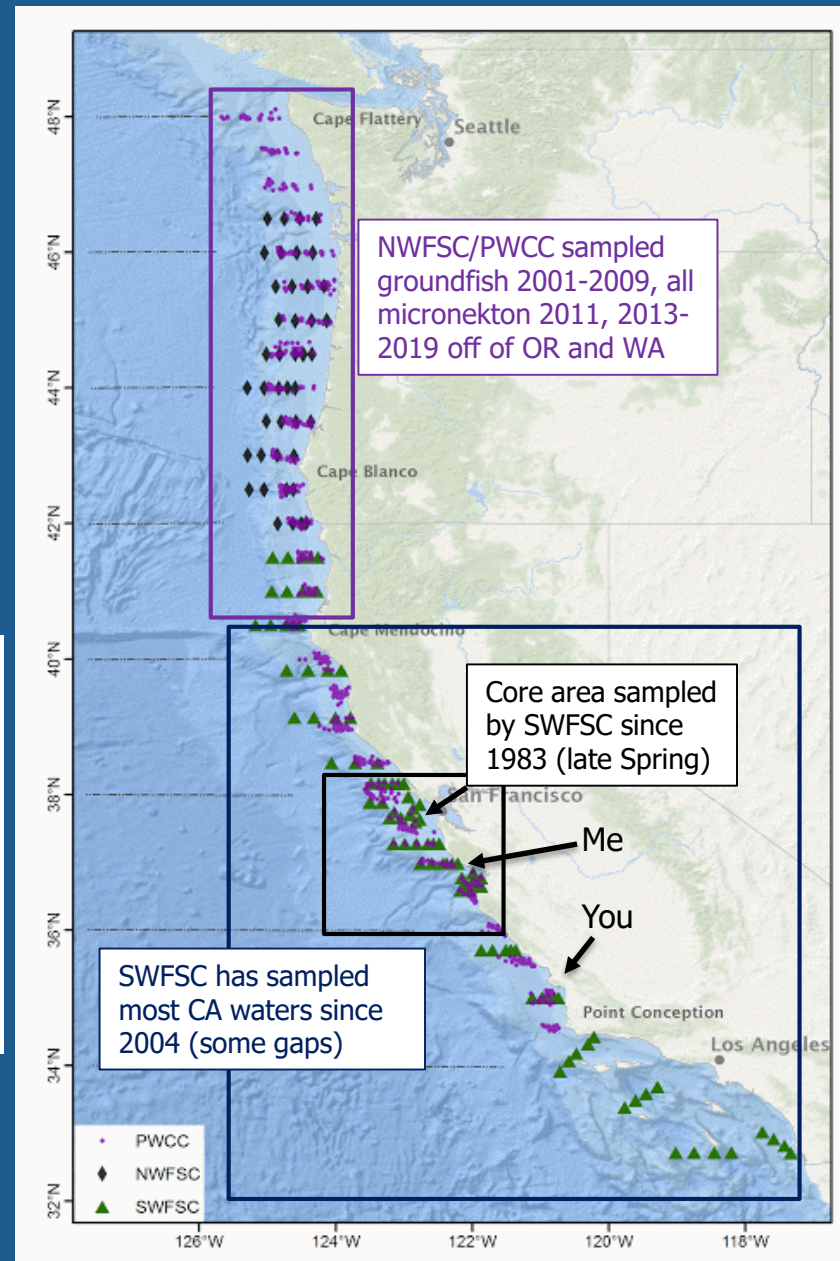 48°N
Cape Flattery
Seattle
NWFSC/PWCC sampled
groundfish 2001-2009, all
micronekton 2011, 2013-
2019 off of OR and WA
46°N
44°N
Cape Blanco
42°N
Cape Mendocino
40°N
Core area sampled
by SWFSC since
1983 (late Spring)
38°N
San Francisco
Me
You
36°N
SWFSC has sampled
most CA waters since
2004 (some gaps)
Point Conception
Los Angeles
34°N
PWCC
NWFSC
SWFSC
32°N
126°W
124°W
122°W
120°W
118°W